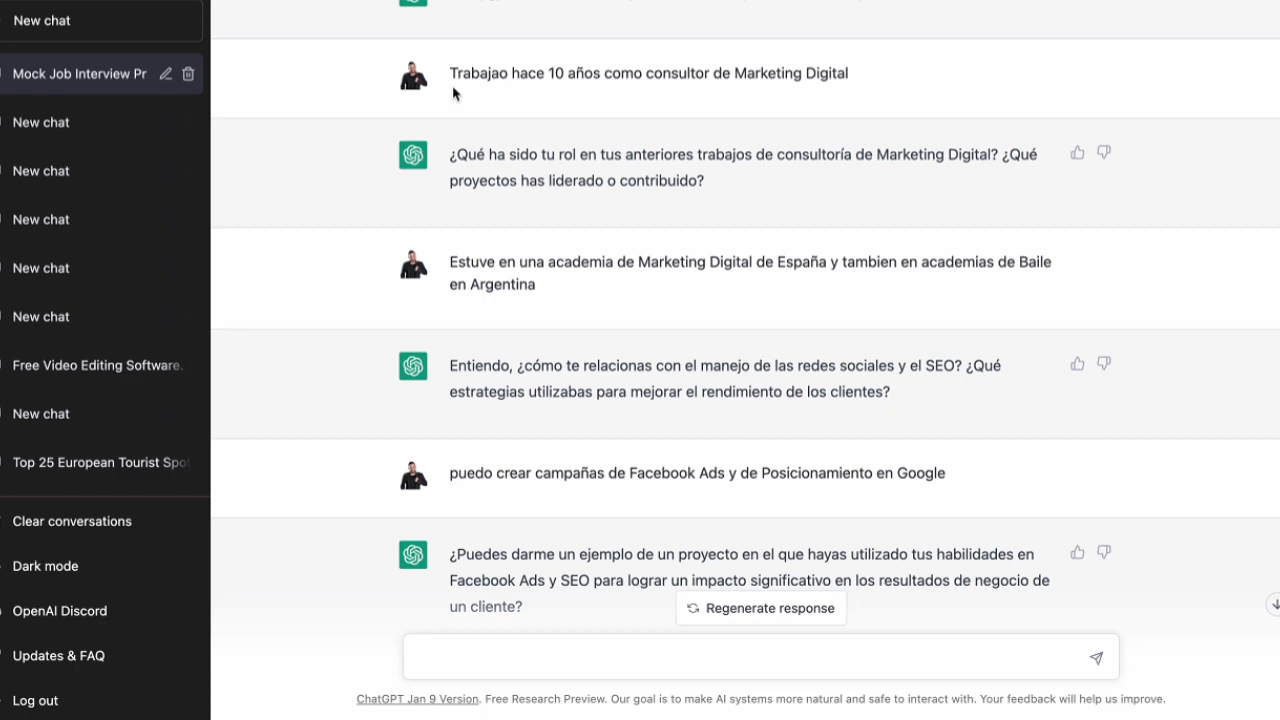 New chat
Mock Job Interview Pr
New chat
New chat
New chat
New chat
New chat
Free Video Editing Software.
New chat
Top 25 European Tourist Spo
Clear conversations
Dark mode
OpenAI Discord
Updates & FAQ
Log out
Trabajao hace 10 años como consultor de Marketing Digital
¿Qué ha sido tu rol en tus anteriores trabajos de consultoría de Marketing Digital? ¿Qué
proyectos has liderado o contribuido?
Estuve en una academia de Marketing Digital de España y tambien en academias de Baile
en Argentina
Entiendo, ¿cómo te relacionas con el manejo de las redes sociales y el SEO? ¿Qué
estrategias utilizabas para mejorar el rendimiento de los clientes?
puedo crear campañas de Facebook Ads y de Posicionamiento en Google
¿Puedes darme un ejemplo de un proyecto en el que hayas utilizado tus habilidades en
Facebook Ads y SEO para lograr un impacto significativo en los resultados de negocio de
un cliente?
Regenerate response
ChatGPT Jan 9 Version. Free Research Preview. Our goal is to make AI systems more natural and safe to interact with. Your feedback will help us improve.